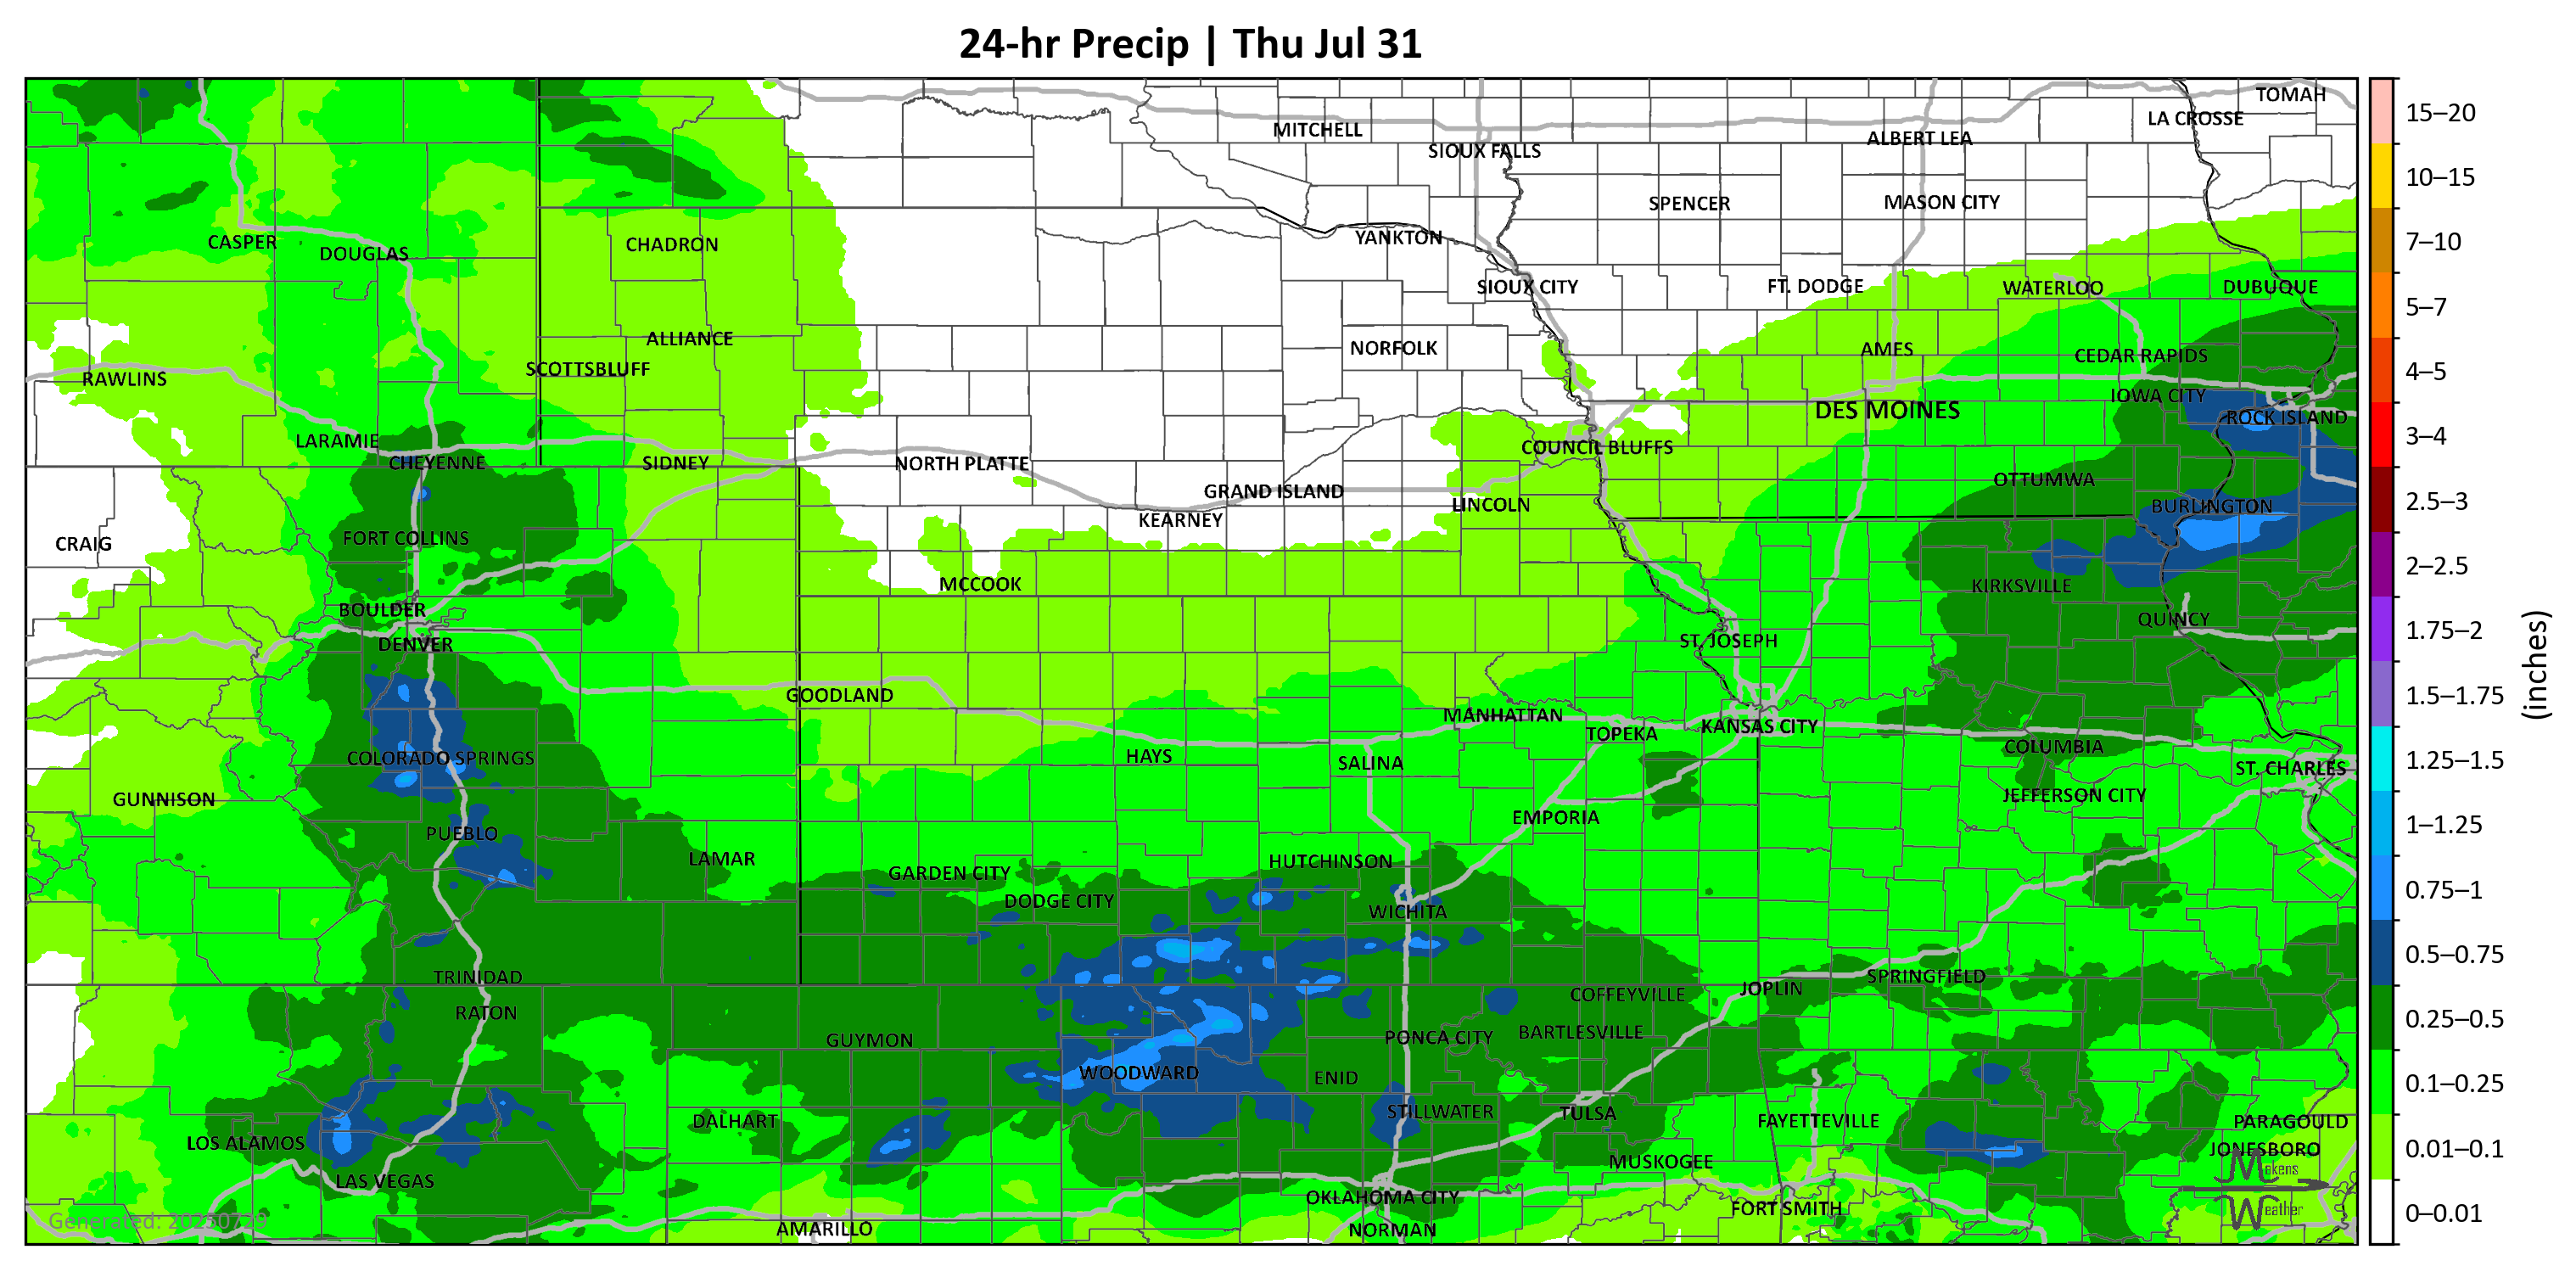 24-hr Precip | Thu Jul 31
TOMAH
LA CROSSE
MITCHELL
ALBERT LEA
SIOUX FALLS
SPENCER
MASON CITY
CASPER
CHADRON
YANKTON
DOUGLAS
SIOUX CITY
FT. DODGE
WATERLOO
DUBUQUE
ALLIANCE
NORFOLK
AMES
CEDAR RAPIDS
SCOTTSBLUFF
RAWLINS
IOWA CITY
DES MOINES
ROCK ISLAND
LARAMIE
COUNCIL BLUFFS
CHEYENNE
SIDNEY
NORTH PLATTE
OTTUMWA
GRAND ISLAND
LINCOLN
BURLINGTON
KEARNEY
FORT COLLINS
CRAIG
MCCOOK
KIRKSVILLE
BOULDER
QUINCY
DENVER
ST. JOSEPH
GOODLAND
MANHATTAN
TOPEKA
KANSAS CITY
COLUMBIA
COLORADO SPRINGS
HAYS
SALINA
ST. CHARLES
GUNNISON
JEFFERSON CITY
EMPORIA
PUEBLO
LAMAR
HUTCHINSON
GARDEN CITY
DODGE CITY
WICHITA
TRINIDAD
SPRINGFIELD
JOPLIN
COFFEYVILLE
RATON
GUYMON
PONCA CITY
BARTLESVILLE
WOODWARD
ENID
STILLWATER
TULSA
DALHART
FAYETTEVILLE
PARAGOULD
LOS ALAMOS
JONESBORO
MUSKOGEE
LAS VEGAS
OKLAHOMA CITY
FORT SMITH
AMARILLO
NORMAN
Generated: 20250729
Makens
Weather
15–20
10–15
7–10
5–7
4–5
3–4
2.5–3
2–2.5
1.75–2
1.5–1.75
1.25–1.5
1–1.25
0.75–1
0.5–0.75
0.25–0.5
0.1–0.25
0.01–0.1
0–0.01
(inches)